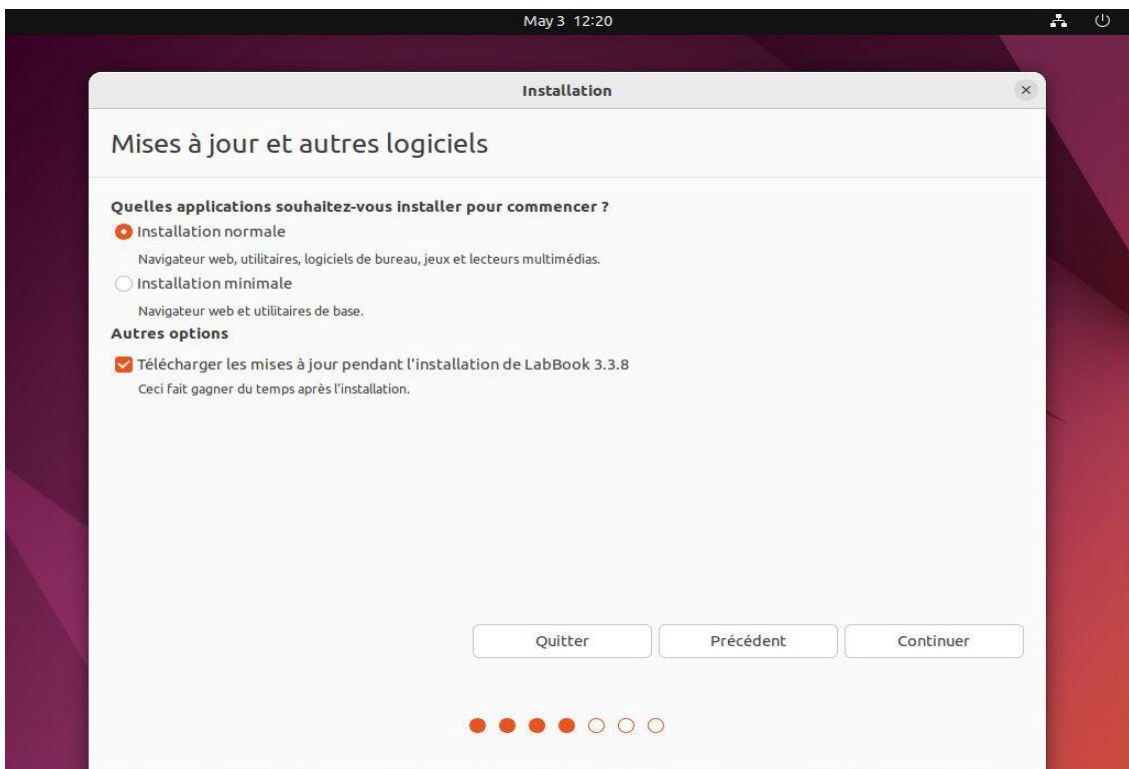 May 3 12:20
Installation
Mises à jour et autres logiciels
Quelles applications souhaitez-vous installer pour commencer ?
Installation normale
Navigateur web, utilitaires, logiciels de bureau, jeux et lecteurs multimédias.
Installation minimale
Navigateur web et utilitaires de base.
Autres options
Télécharger les mises à jour pendant l'installation de LabBook 3.3.8
Ceci fait gagner du temps après l'installation.
Quitter Précédent Continuer